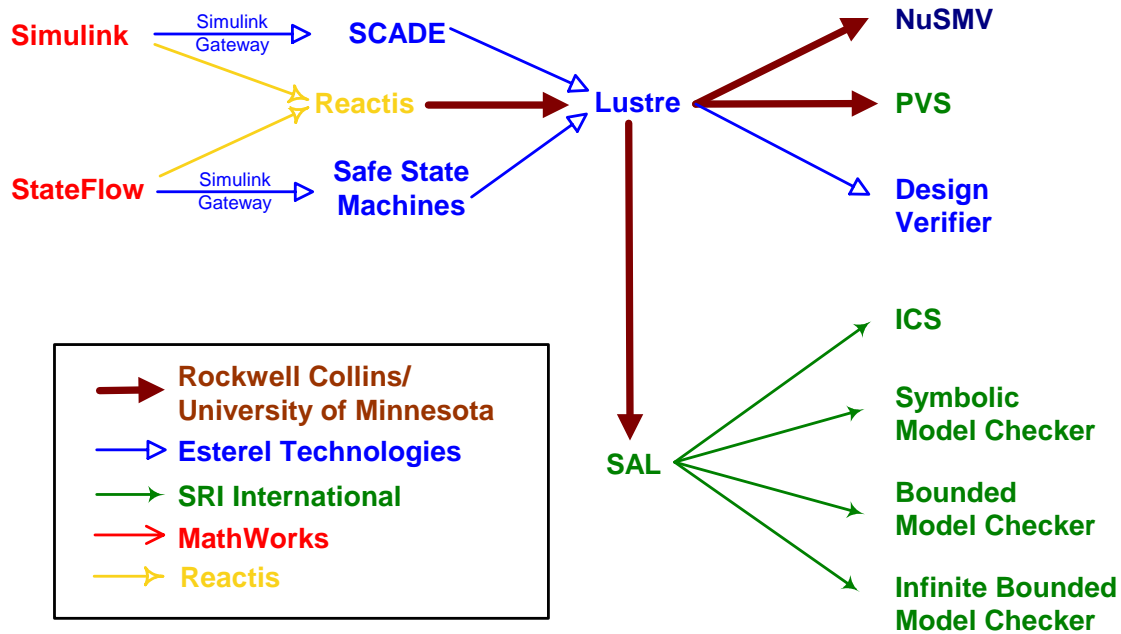 Simulink
Simulink
Gateway
SCADE
NuSMV
Reactis
Lustre
PVS
StateFlow
Simulink
Gateway
Safe State
Machines
Design
Verifier
ICS
Symbolic
Model Checker
SAL
Bounded
Model Checker
Infinite Bounded
Model Checker
Rockwell Collins/
University of Minnesota
Esterel Technologies
SRI International
MathWorks
Reactis